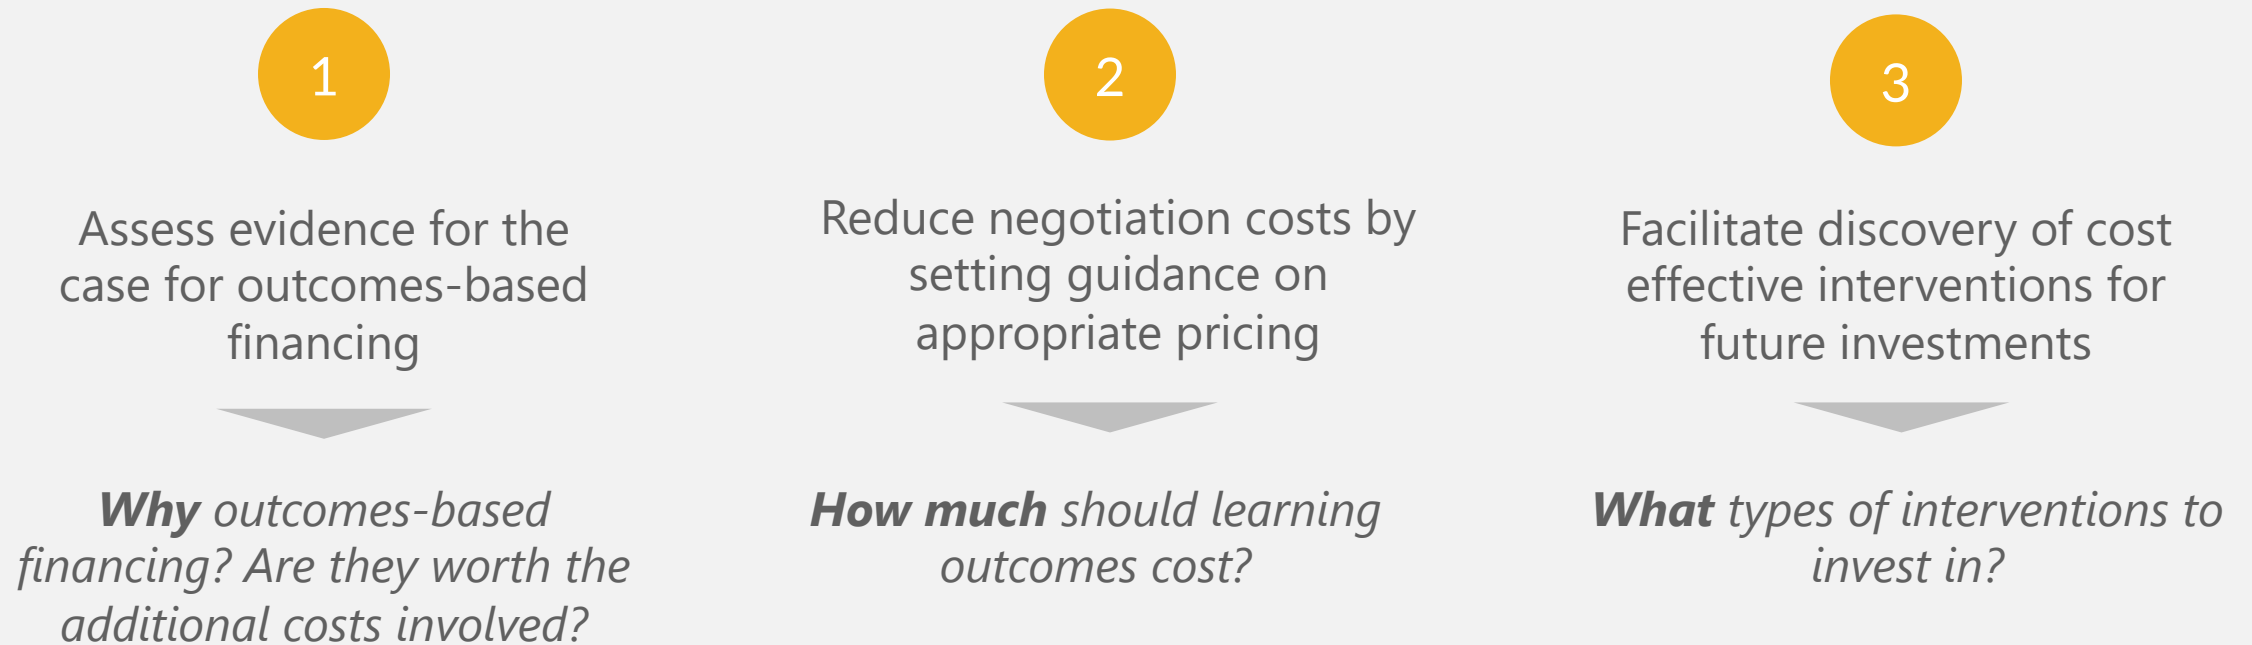 1
Assess evidence for the
case for outcomes-based
financing
Why outcomes-based
financing? Are they worth the
additional costs involved?
2
Reduce negotiation costs by
setting guidance on
appropriate pricing
How much should learning
outcomes cost?
3
Facilitate discovery of cost
effective interventions for
future investments
What types of interventions to
invest in?